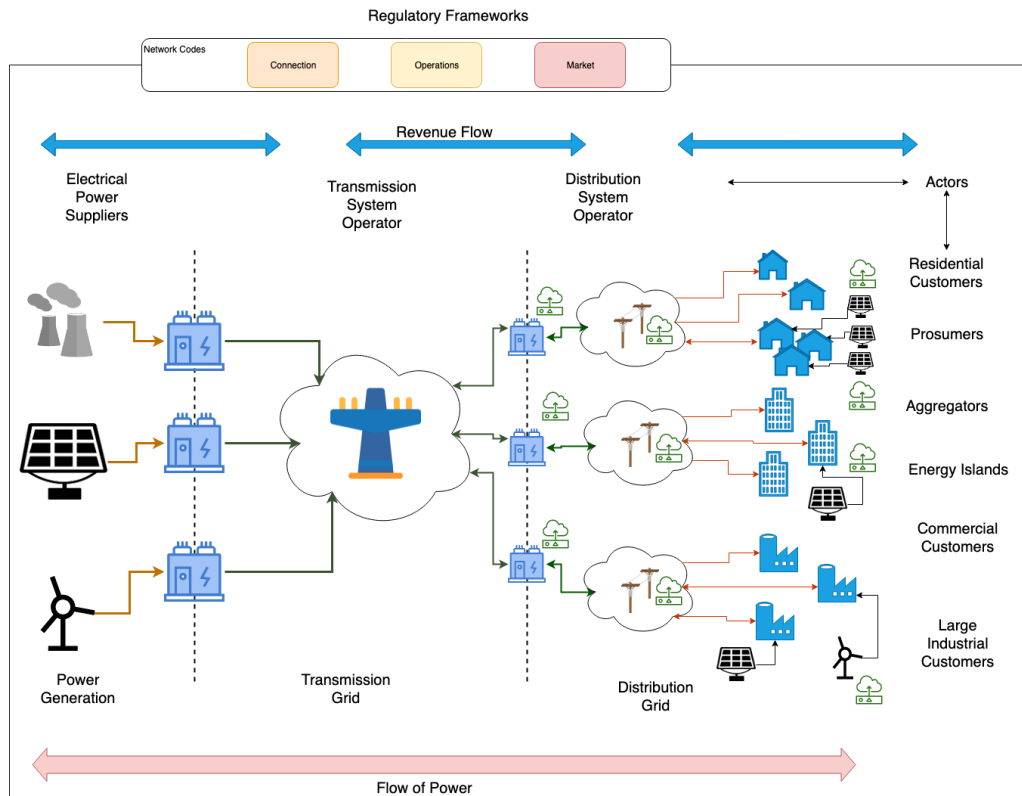 Regulatory Frameworks
Network Codes
Connection
Operations
Market
Revenue Flow
Electrical
Power
Suppliers
Transmission
System
Operator
Distribution
System
Operator
Actors
Residential
Customers
Prosumers
Aggregators
Energy Islands
Commercial
Customers
Large
Industrial
Customers
Power
Generation
Transmission
Grid
Distribution
Grid
Flow of Power